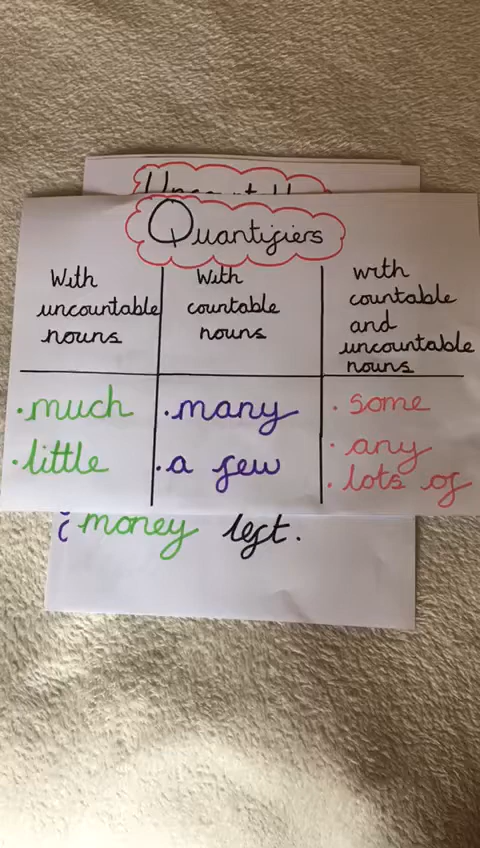 Quantifiers
With
uncountable
nouns
With
countable
nouns
with
countable
and
uncountable
nouns
• much
• little
• many
• a few
• some
• any
• lots of
money left.